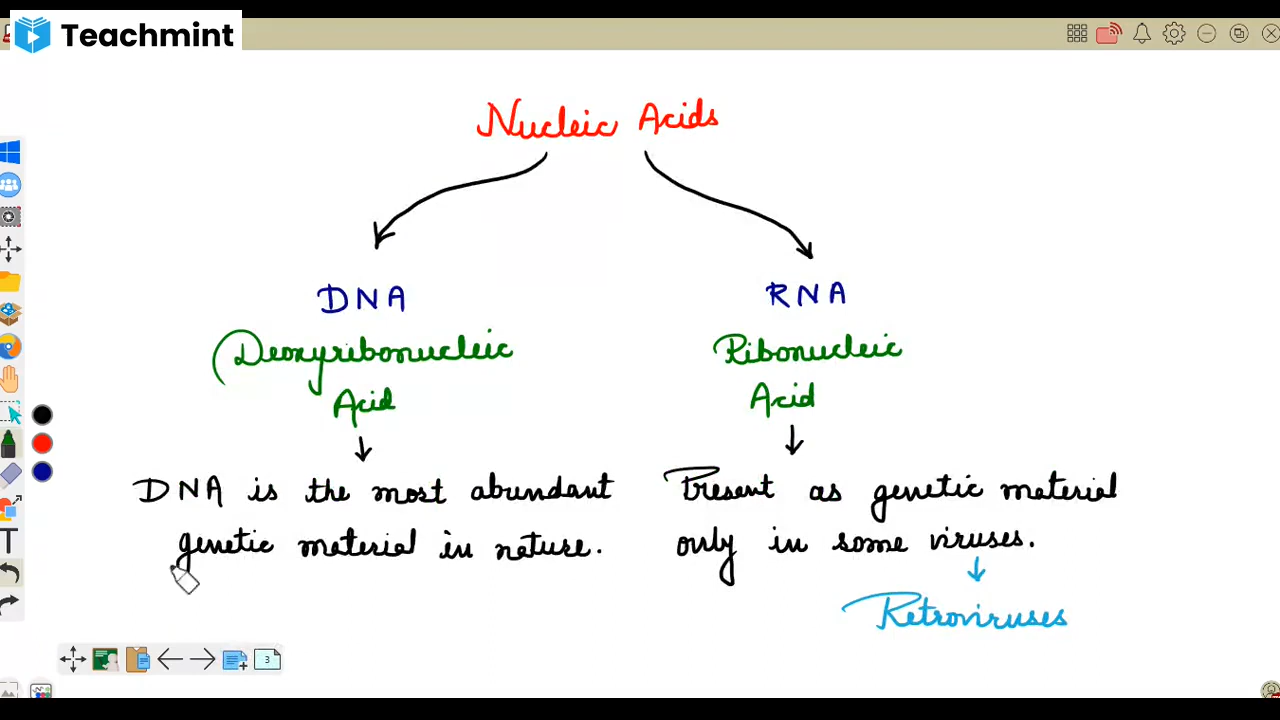 Teachmint
Nucleic Acids
DNA
(Deoxyribonucleic
Acid
DNA is the most abundant
genetic material in nature.
RNA
Ribonucleic
Acid
Present as genetic material
only in some viruses.
Retroviruses
T
3